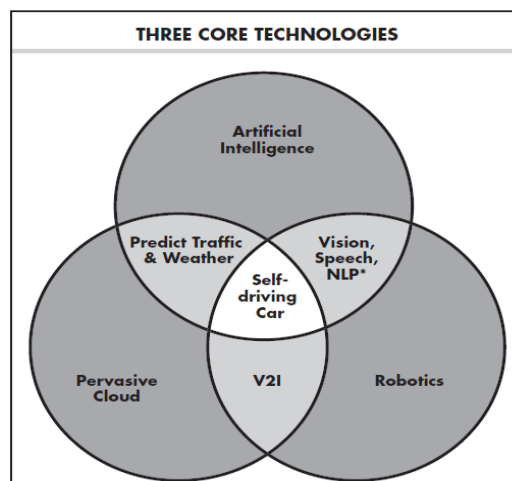 THREE CORE TECHNOLOGIES
Artificial
Intelligence
Predict Traffic
& Weather
Vision,
Speech,
NLP*
Self-
driving
Car
Pervasive
Cloud
V2I
Robotics